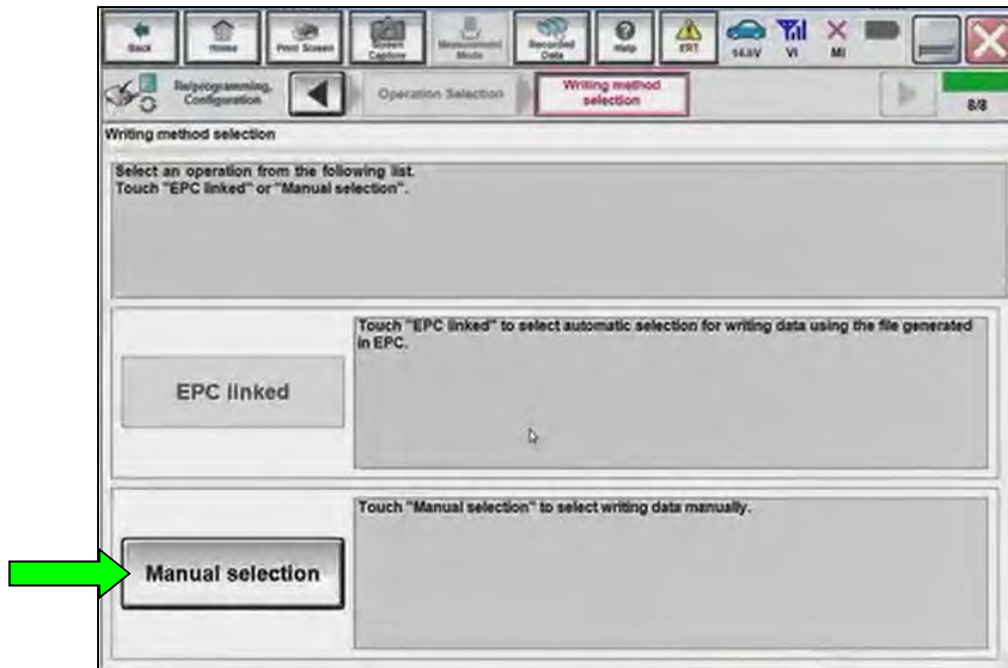 Back
Home
Print Screen
Screen Capture
Measurement Mode
Recorded Data
Help
ERT
14.0V
VI
MI
Re/programming, Configuration
Operation Selection
Writing method selection
8/8
Writing method selection
Select an operation from the following list.
Touch "EPC linked" or "Manual selection".
EPC linked
Touch "EPC linked" to select automatic selection for writing data using the file generated
in EPC.
Manual selection
Touch "Manual selection" to select writing data manually.